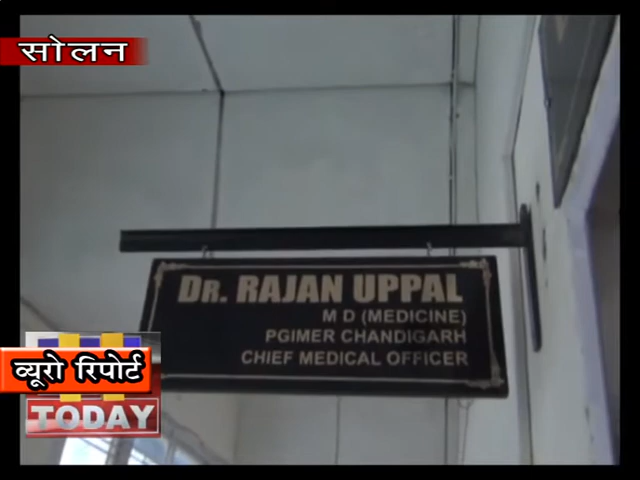 सोलन
DR. RAJAN UPPAL
M D (MEDICINE)
PGIMER CHANDIGARH
CHIEF MEDICAL OFFICER
व्यूरो रिपोर्ट
TODAY